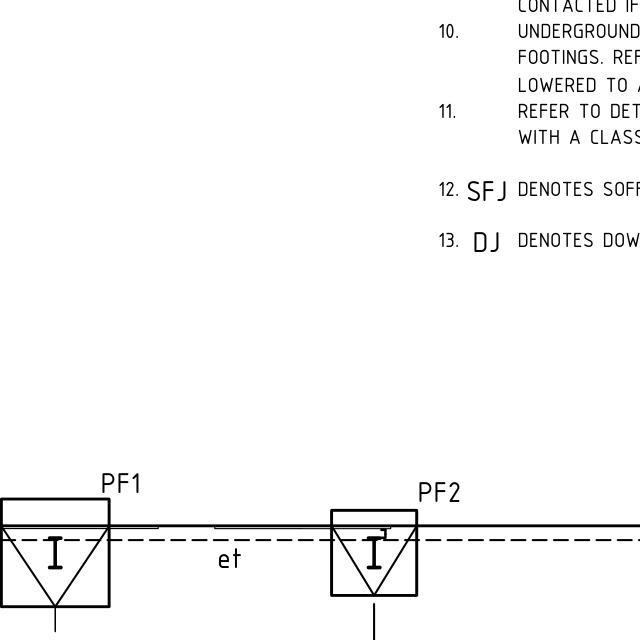 CONTACTED IF
10. UNDERGROUND
FOOTINGS. REF
LOWERED TO A
11. REFER TO DET
WITH A CLASS
12. SFJ DENOTES SOFF
13. DJ DENOTES DOW
PF1
PF2
et